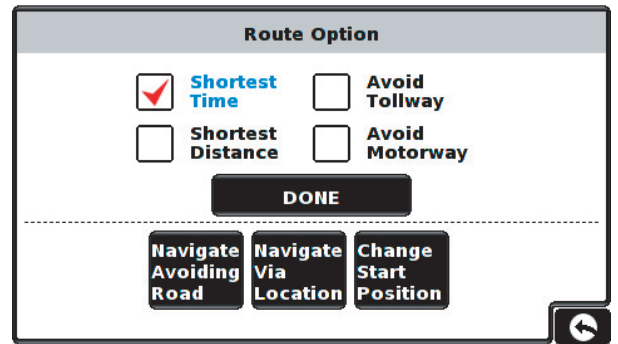 Route Option
Shortest
Time
Avoid
Tollway
Shortest
Distance
Avoid
Motorway
DONE
Navigate
Avoiding
Road
Navigate
Via
Location
Change
Start
Position